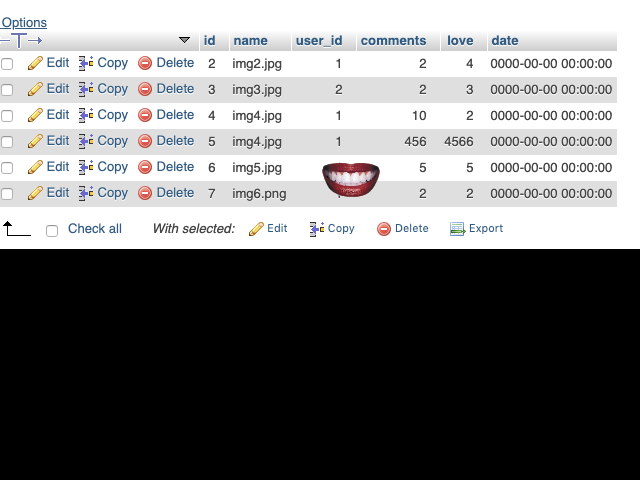 Options
id name user_id comments love date
Edit Copy Delete 2 img2.jpg 1 2 4 0000-00-00 00:00:00
Edit Copy Delete 3 img3.jpg 2 2 3 0000-00-00 00:00:00
Edit Copy Delete 4 img4.jpg 1 10 2 0000-00-00 00:00:00
Edit Copy Delete 5 img4.jpg 1 456 4566 0000-00-00 00:00:00
Edit Copy Delete 6 img5.jpg 5 5 0000-00-00 00:00:00
Edit Copy Delete 7 img6.png 2 2 0000-00-00 00:00:00
Check all With selected: Edit Copy Delete Export